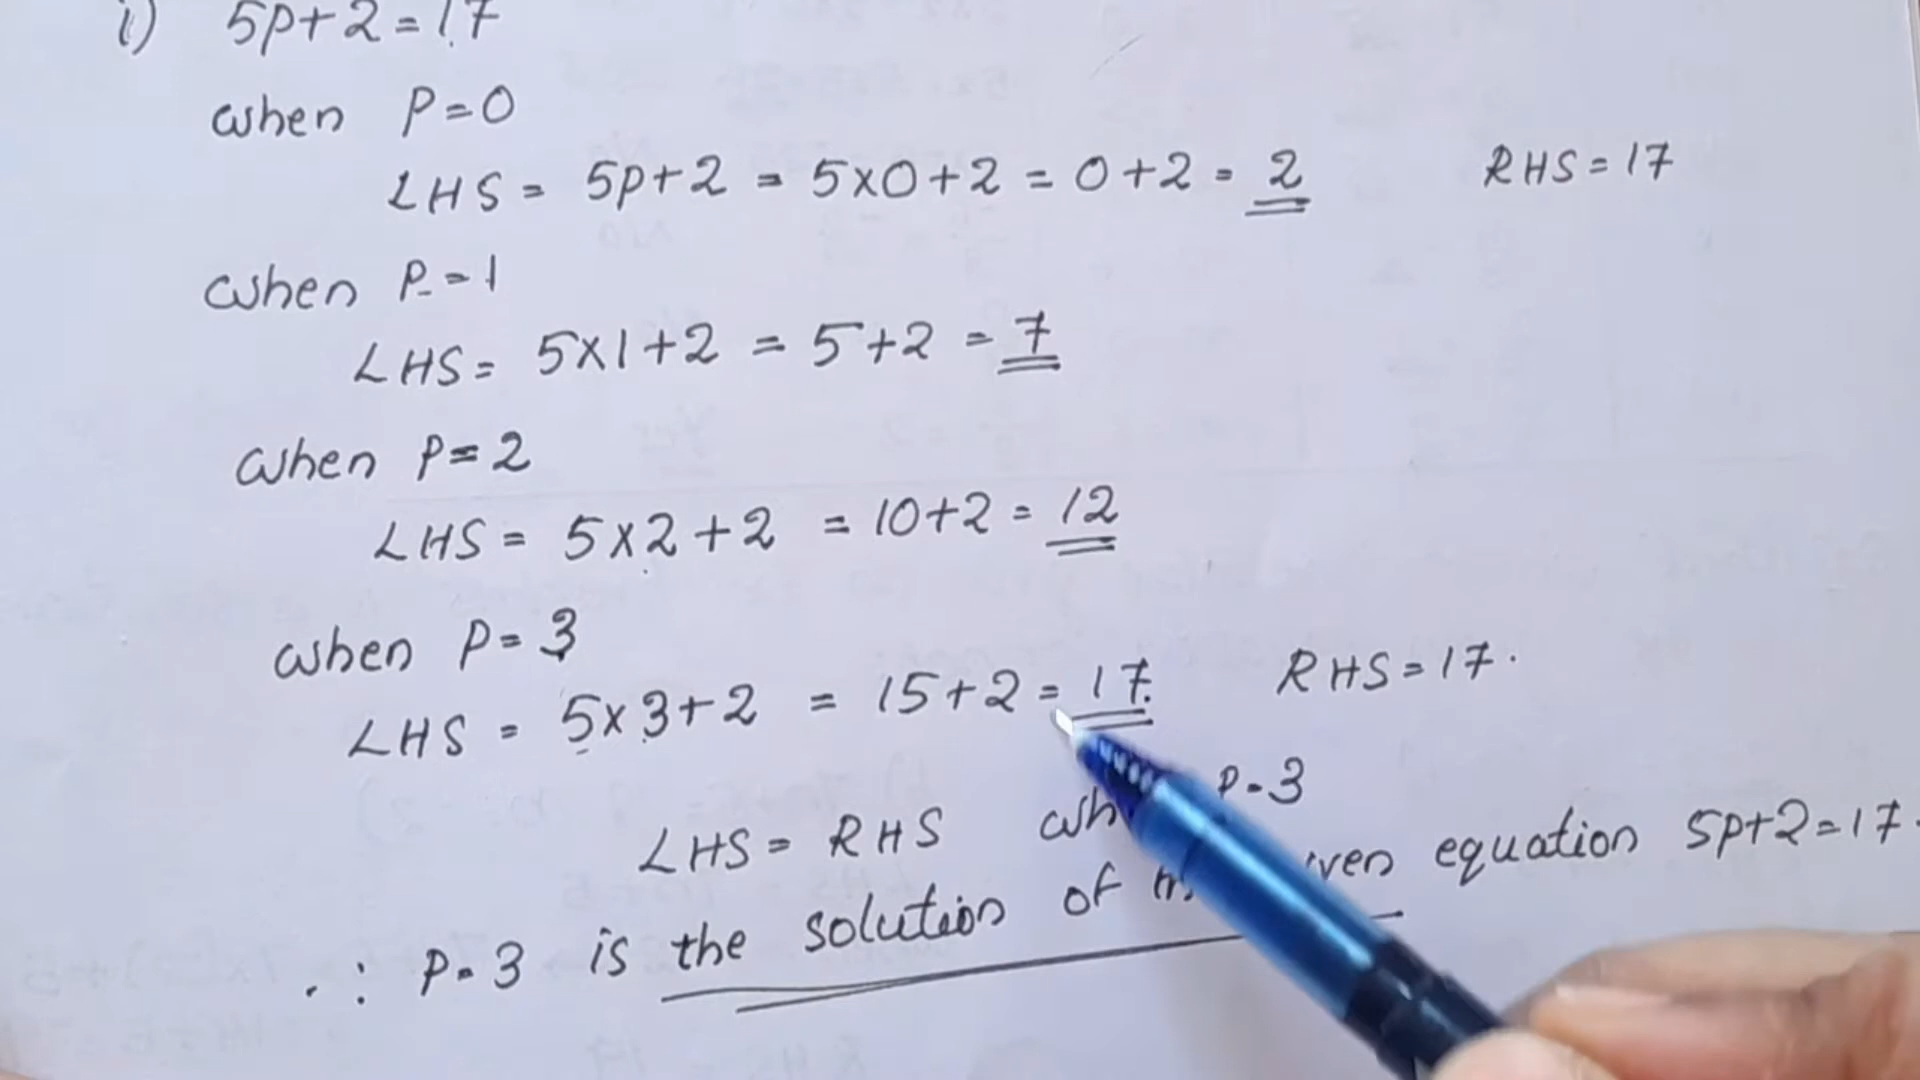 i) 5p+2=17
when P=0
LHS = 5p+2 = 5×0+2 = 0+2 = 2 RHS=17
when P=1
LHS= 5×1+2 = 5+2 = 7
when P=2
LHS = 5×2+2 = 10+2 = 12
when P=3
LHS = 5×3+2 = 15+2 = 17 RHS=17.
LHS= RHS P=3
∴ P=3 is the solution of equation 5p+2=17.